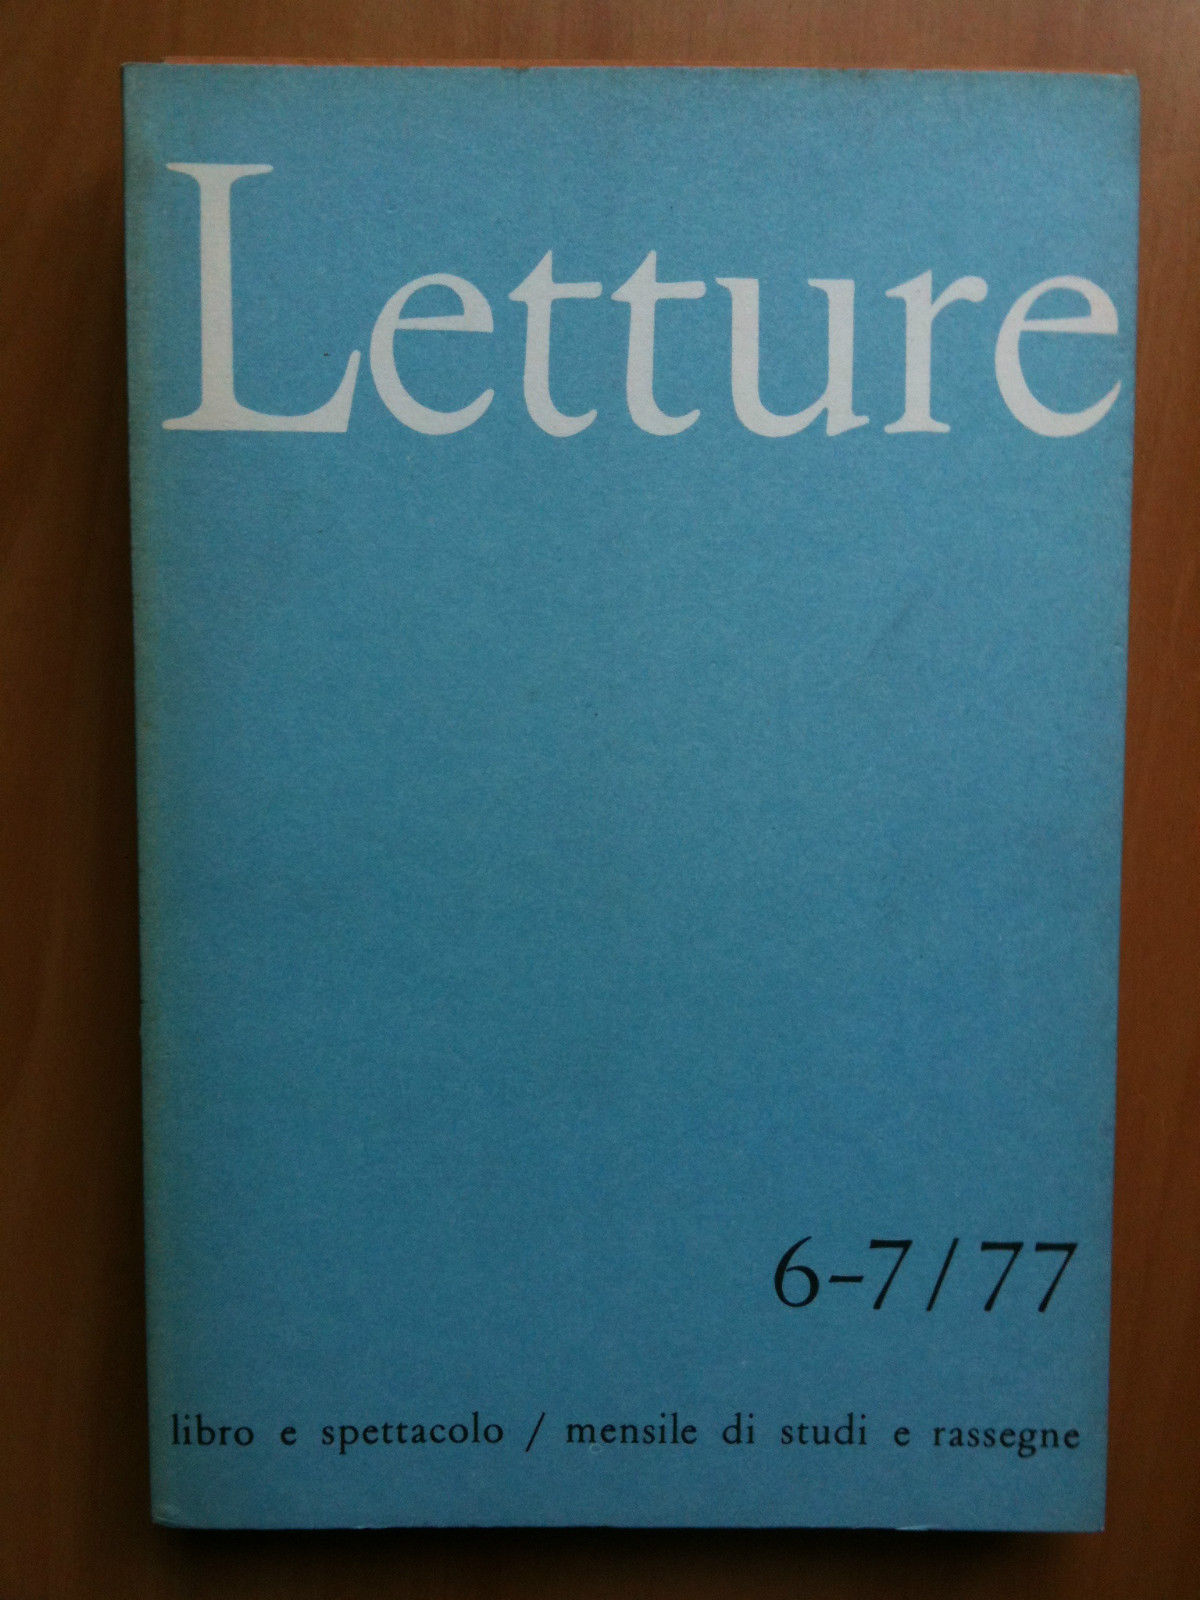 Letture
6-7/77
libro e spettacolo / mensile di studi e rassegne